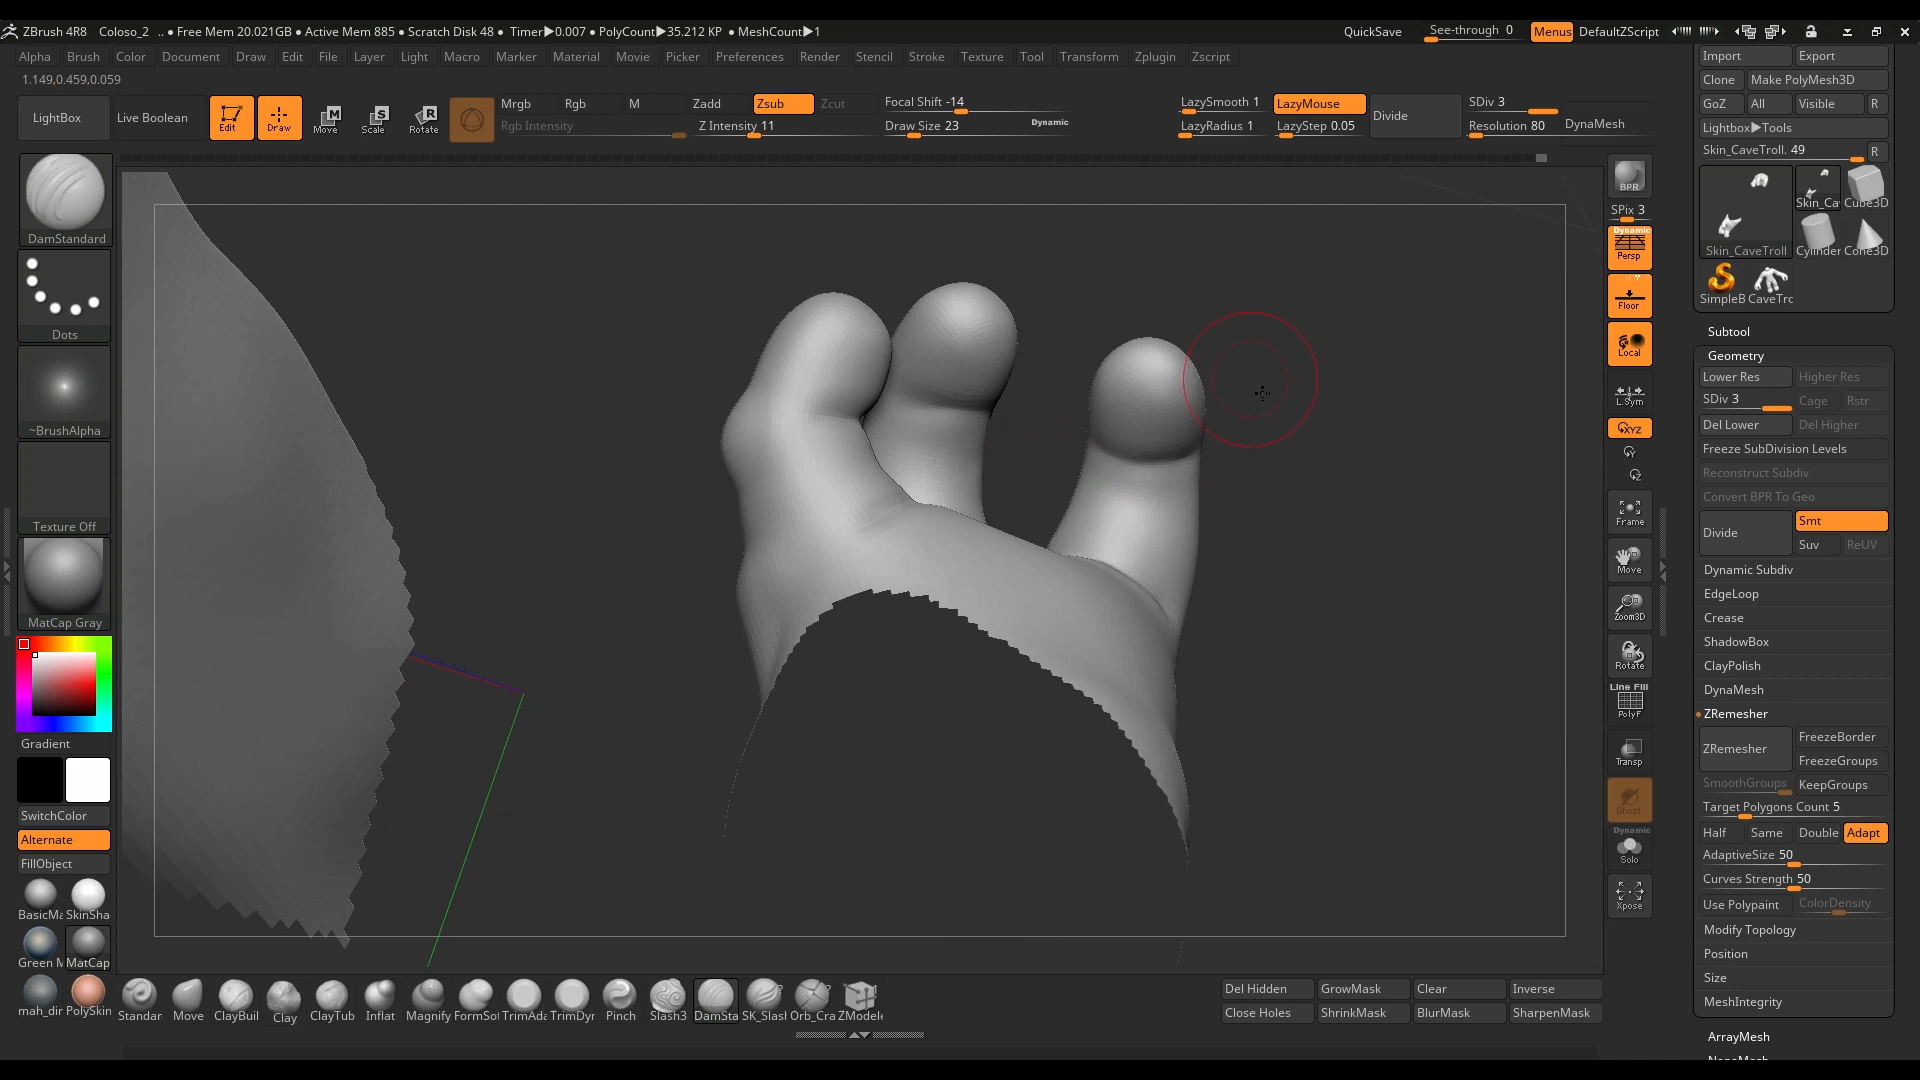 ZBrush 4R8 Coloso_2 .. • Free Mem 20.021GB • Active Mem 885 • Scratch Disk 48 • Timer▶0.007 • PolyCount▶35.212 KP • MeshCount▶1 QuickSave See-through 0 Menus DefaultZScript
Alpha Brush Color Document Draw Edit File Layer Light Macro Marker Material Movie Picker Preferences Render Stencil Stroke Texture Tool Transform Zplugin Zscript
1.149,0.459,0.059
LightBox
Live Boolean
Edit
Draw
Move
Scale
Rotate
Mrgb Rgb M Zadd Zsub Zcut
Rgb Intensity
Z Intensity 11
Focal Shift -14
Draw Size 23 Dynamic
LazySmooth 1 LazyMouse
LazyRadius 1 LazyStep 0.05
Divide
SDiv 3
Resolution 80
DynaMesh
DamStandard
Dots
~BrushAlpha
Texture Off
MatCap Gray
Gradient
SwitchColor
Alternate
FillObject
BasicMa SkinSha
Green M MatCap
mah_dir PolySkin
BPR
SPix 3
Dynamic
Persp
Floor
Local
L.Sym
XYZ
Y
Z
Frame
Move
Zoom3D
Rotate
Line Fill
PolyF
Transp
Ghost
Dynamic
Solo
Xpose
Import Export
Clone Make PolyMesh3D
GoZ All Visible R
Lightbox▶Tools
Skin_CaveTroll. 49 R
Skin_CaveTroll
Skin_Ca Cube3D
Cylinder Cone3D
SimpleB CaveTrc
Subtool
Geometry
Lower Res Higher Res
SDiv 3 Cage Rstr
Del Lower Del Higher
Freeze SubDivision Levels
Reconstruct Subdiv
Convert BPR To Geo
Divide Smt
Suv ReUV
Dynamic Subdiv
EdgeLoop
Crease
ShadowBox
ClayPolish
DynaMesh
ZRemesher
ZRemesher FreezeBorder
FreezeGroups
SmoothGroups KeepGroups
Target Polygons Count 5
Half Same Double Adapt
AdaptiveSize 50
Curves Strength 50
Use Polypaint ColorDensity
Modify Topology
Position
Size
MeshIntegrity
ArrayMesh
Standar Move ClayBuil Clay ClayTub Inflat Magnify FormSof TrimAda TrimDyr Pinch Slash3 DamSta SK_Slasl Orb_Cra ZModele
Del Hidden GrowMask Clear Inverse
Close Holes ShrinkMask BlurMask SharpenMask